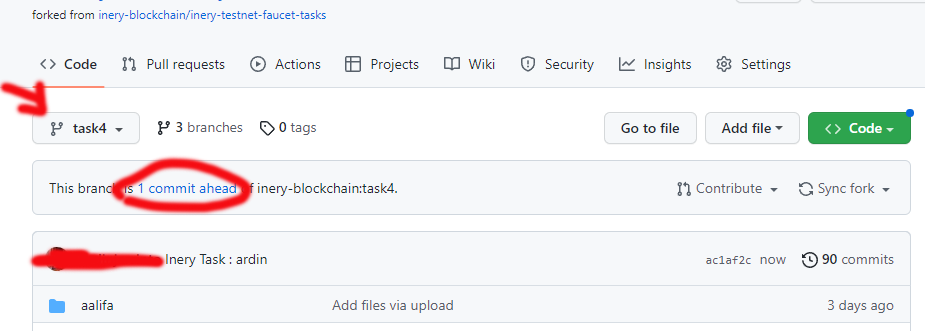 forked from inery-blockchain/inery-testnet-faucet-tasks
Code Pull requests Actions Projects Wiki Security Insights Settings
task4 3 branches 0 tags Go to file Add file Code
This branch is 1 commit ahead of inery-blockchain:task4. Contribute Sync fork
Inery Task : ardin ac1af2c now 90 commits
aalifa Add files via upload 3 days ago